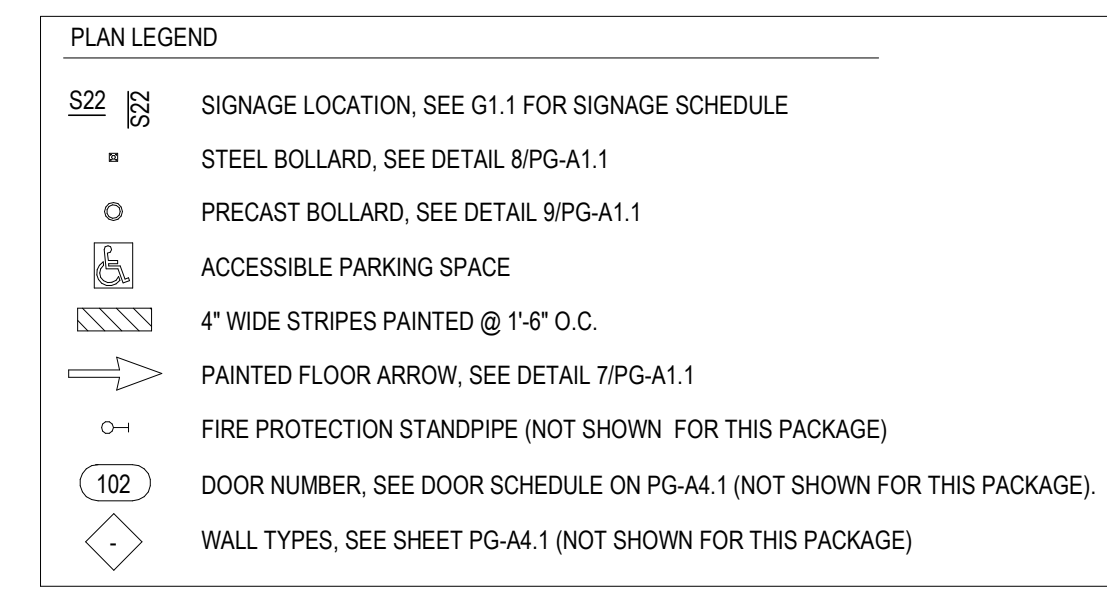 PLAN LEGEND
S22 S22 SIGNAGE LOCATION, SEE G1.1 FOR SIGNAGE SCHEDULE
STEEL BOLLARD, SEE DETAIL 8/PG-A1.1
PRECAST BOLLARD, SEE DETAIL 9/PG-A1.1
ACCESSIBLE PARKING SPACE
4" WIDE STRIPES PAINTED @ 1'-6" O.C.
PAINTED FLOOR ARROW, SEE DETAIL 7/PG-A1.1
FIRE PROTECTION STANDPIPE (NOT SHOWN FOR THIS PACKAGE)
102 DOOR NUMBER, SEE DOOR SCHEDULE ON PG-A4.1 (NOT SHOWN FOR THIS PACKAGE).
- WALL TYPES, SEE SHEET PG-A4.1 (NOT SHOWN FOR THIS PACKAGE)